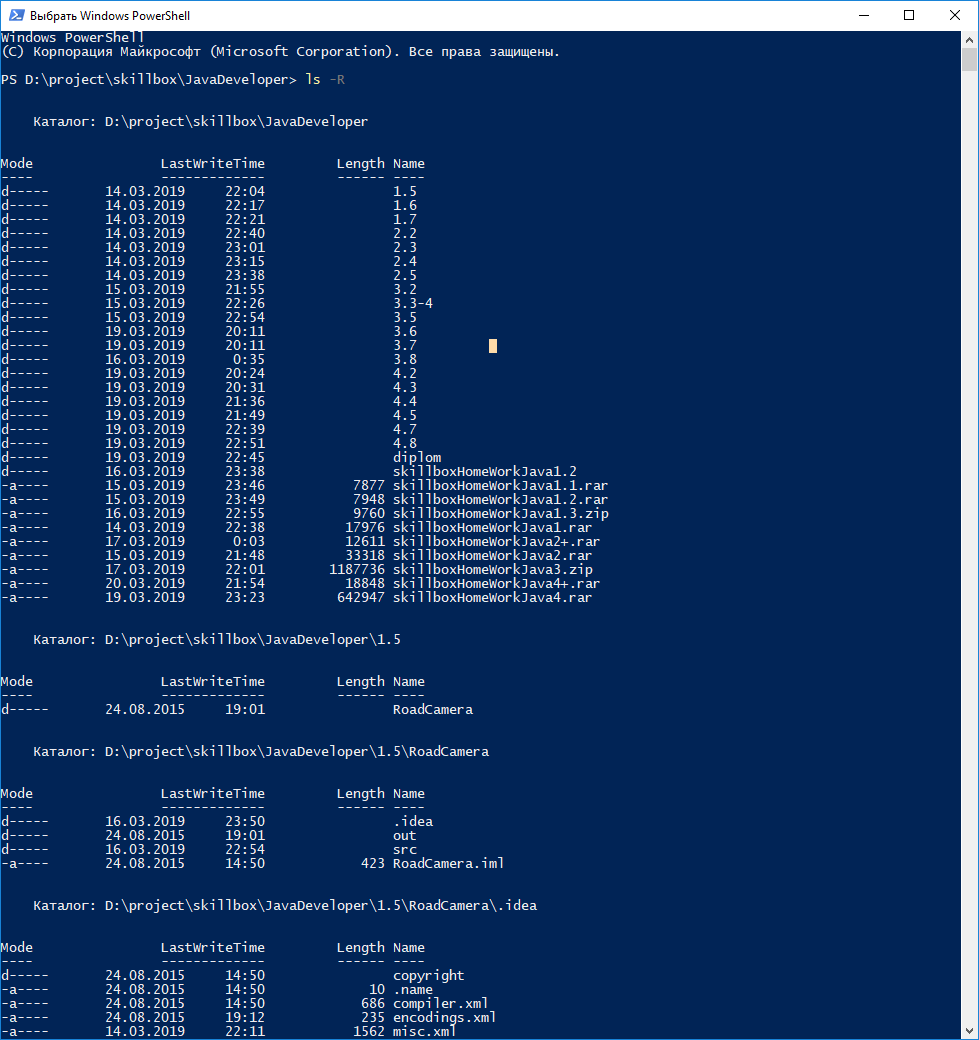 Выбрать Windows PowerShell
Windows PowerShell
(C) Корпорация Майкрософт (Microsoft Corporation). Все права защищены.
PS D:\project\skillbox\JavaDeveloper> ls -R
Каталог: D:\project\skillbox\JavaDeveloper
Mode LastWriteTime Length Name
---- ------------- ------ ----
d----- 14.03.2019 22:04 1.5
d----- 14.03.2019 22:17 1.6
d----- 14.03.2019 22:21 1.7
d----- 14.03.2019 22:40 2.2
d----- 14.03.2019 23:01 2.3
d----- 14.03.2019 23:15 2.4
d----- 14.03.2019 23:38 2.5
d----- 15.03.2019 21:55 3.2
d----- 15.03.2019 22:26 3.3-4
d----- 15.03.2019 22:54 3.5
d----- 19.03.2019 20:11 3.6
d----- 19.03.2019 20:11 3.7
d----- 16.03.2019 0:35 3.8
d----- 19.03.2019 20:24 4.2
d----- 19.03.2019 20:31 4.3
d----- 19.03.2019 21:36 4.4
d----- 19.03.2019 21:49 4.5
d----- 19.03.2019 22:39 4.7
d----- 19.03.2019 22:51 4.8
d----- 19.03.2019 22:45 diplom
d----- 16.03.2019 23:38 skillboxHomeWorkJava1.2
-a---- 15.03.2019 23:46 7877 skillboxHomeWorkJava1.1.rar
-a---- 15.03.2019 23:49 7948 skillboxHomeWorkJava1.2.rar
-a---- 16.03.2019 22:55 9760 skillboxHomeWorkJava1.3.zip
-a---- 14.03.2019 22:38 17976 skillboxHomeWorkJava1.rar
-a---- 17.03.2019 0:03 12611 skillboxHomeWorkJava2+.rar
-a---- 15.03.2019 21:48 33318 skillboxHomeWorkJava2.rar
-a---- 17.03.2019 22:01 1187736 skillboxHomeWorkJava3.zip
-a---- 20.03.2019 21:54 18848 skillboxHomeWorkJava4+.rar
-a---- 19.03.2019 23:23 642947 skillboxHomeWorkJava4.rar
Каталог: D:\project\skillbox\JavaDeveloper\1.5
Mode LastWriteTime Length Name
---- ------------- ------ ----
d----- 24.08.2015 19:01 RoadCamera
Каталог: D:\project\skillbox\JavaDeveloper\1.5\RoadCamera
Mode LastWriteTime Length Name
---- ------------- ------ ----
d----- 16.03.2019 23:50 .idea
d----- 24.08.2015 19:01 out
d----- 16.03.2019 22:54 src
-a---- 24.08.2015 14:50 423 RoadCamera.iml
Каталог: D:\project\skillbox\JavaDeveloper\1.5\RoadCamera\.idea
Mode LastWriteTime Length Name
---- ------------- ------ ----
d----- 24.08.2015 14:50 copyright
-a---- 24.08.2015 14:50 10 .name
-a---- 24.08.2015 14:50 686 compiler.xml
-a---- 24.08.2015 19:12 235 encodings.xml
-a---- 14.03.2019 22:11 1562 misc.xml